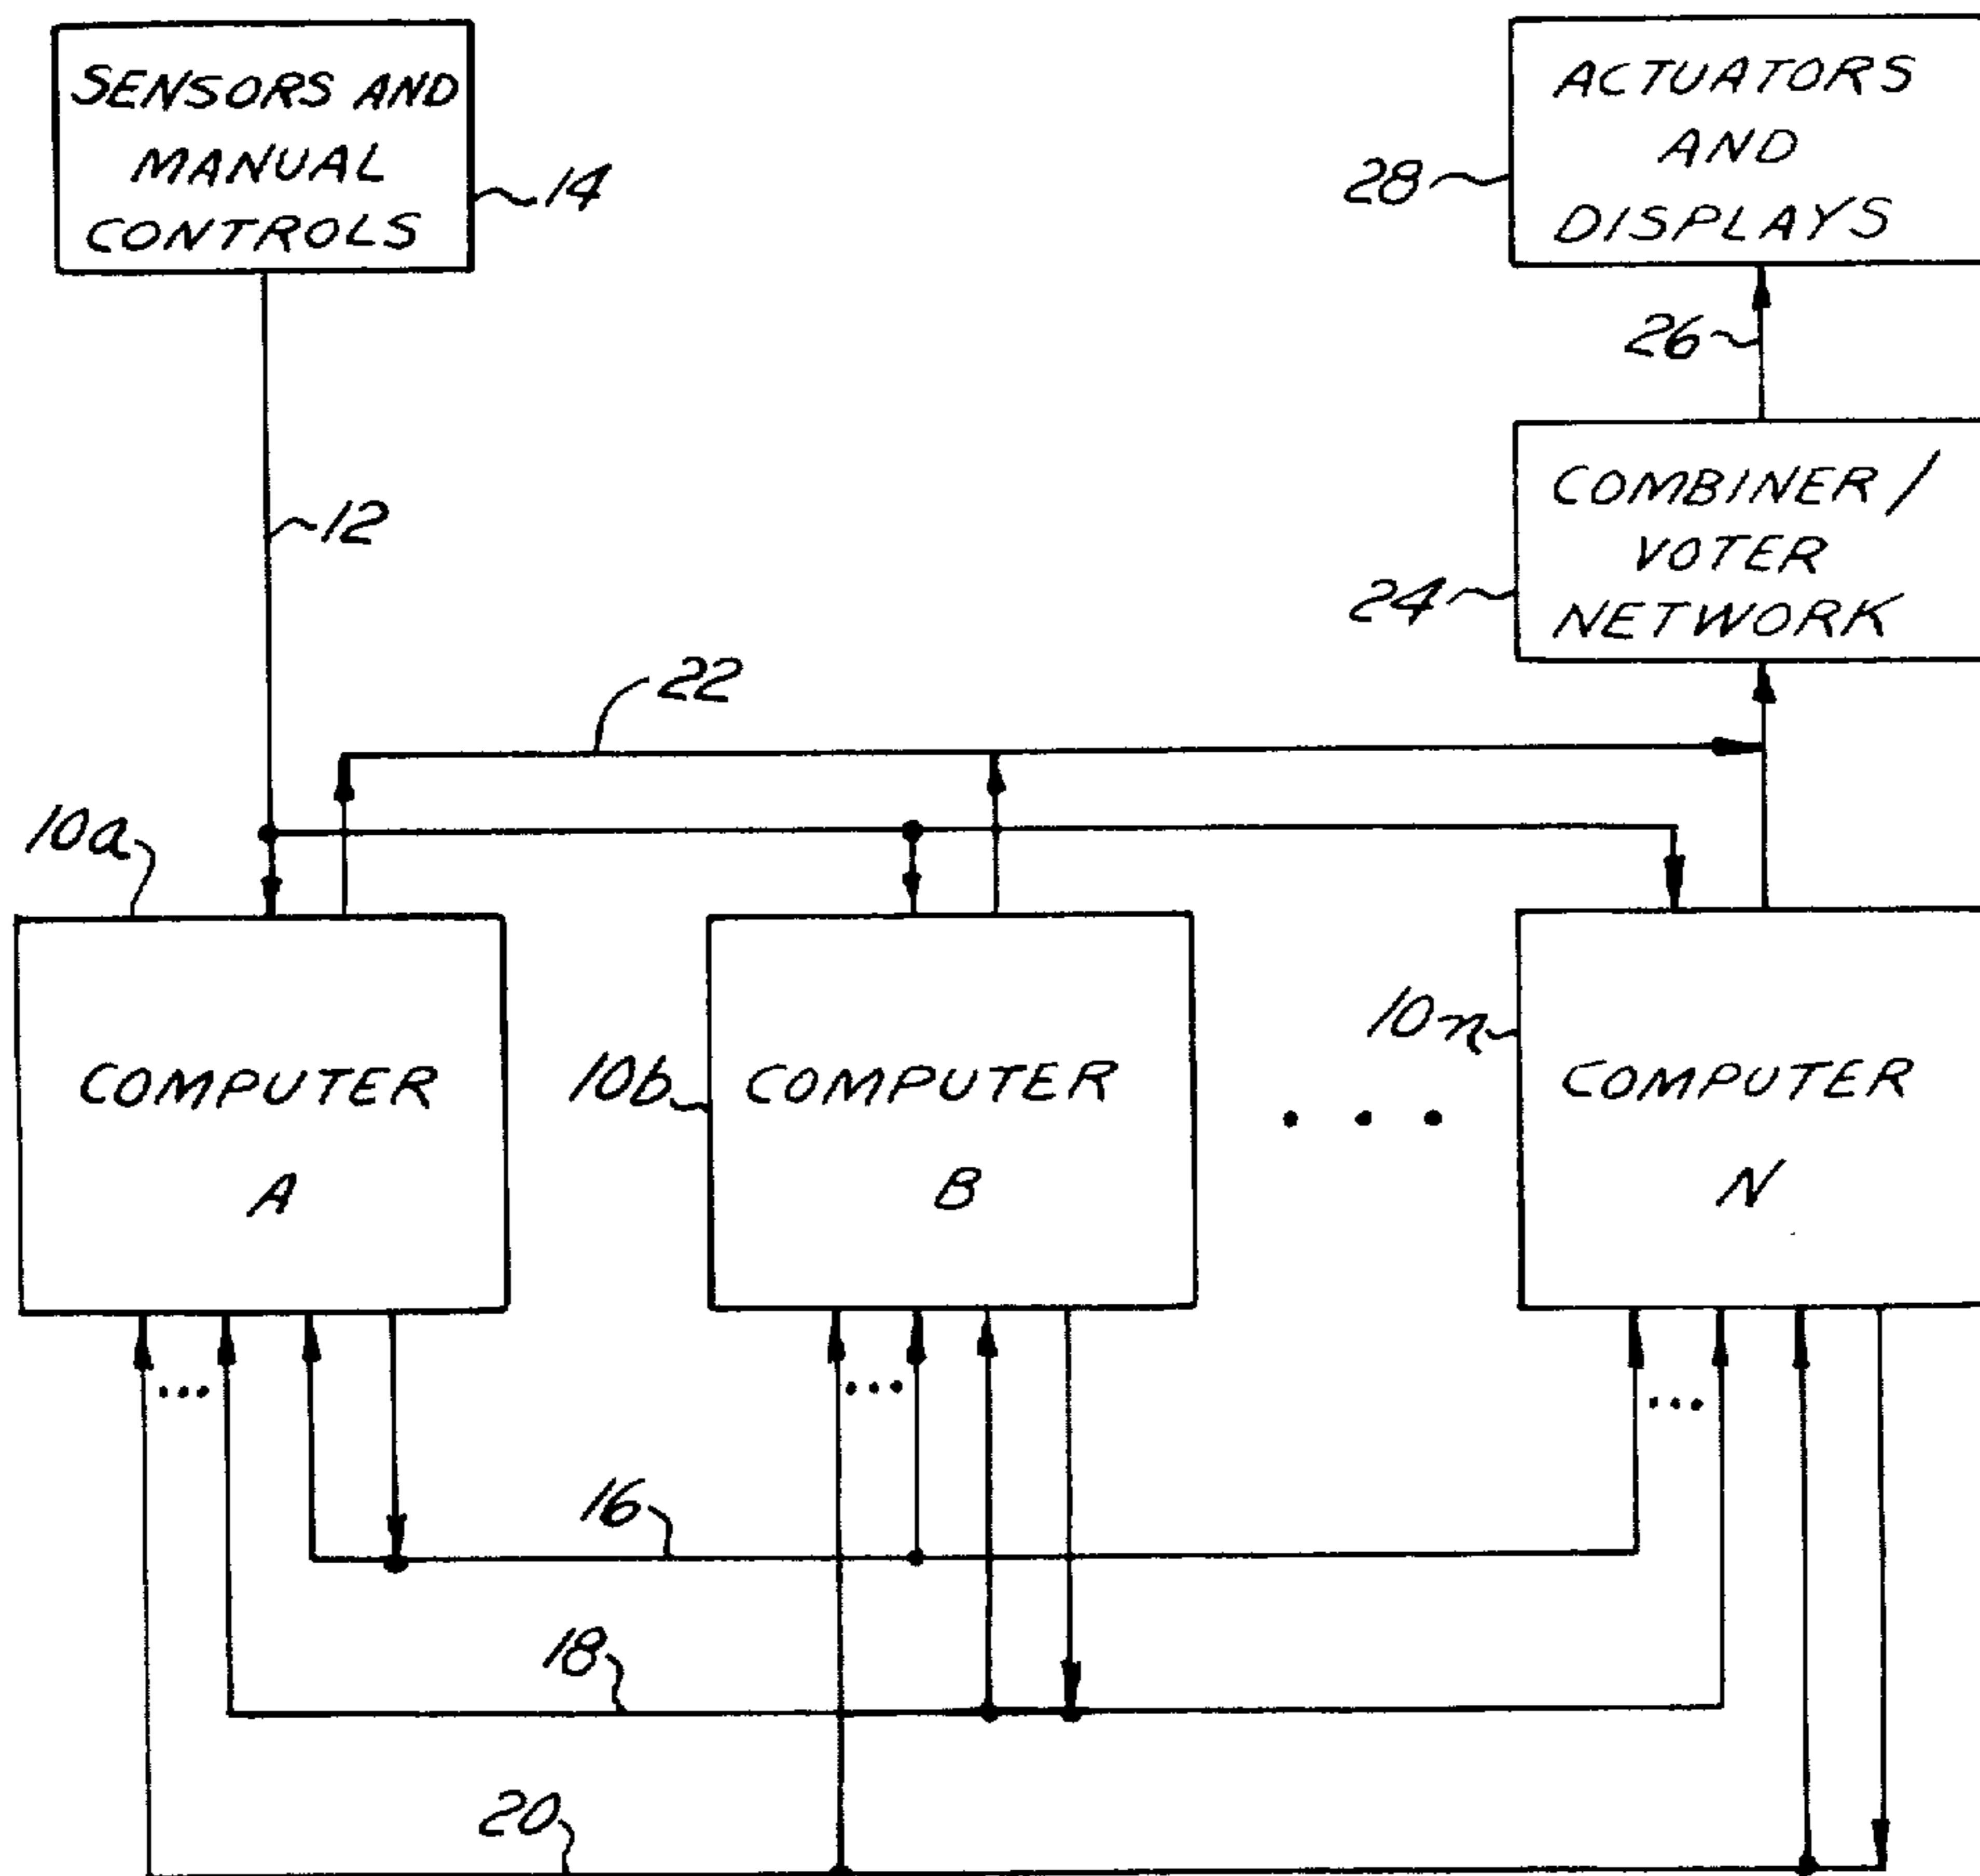 SENSORS AND
MANUAL
CONTROLS
14
ACTUATORS
AND
DISPLAYS
28
26
12
COMBINER /
VOTER
NETWORK
24
22
10a
COMPUTER
A
10b
COMPUTER
B
...
10n
COMPUTER
N
...
...
...
16
18
20